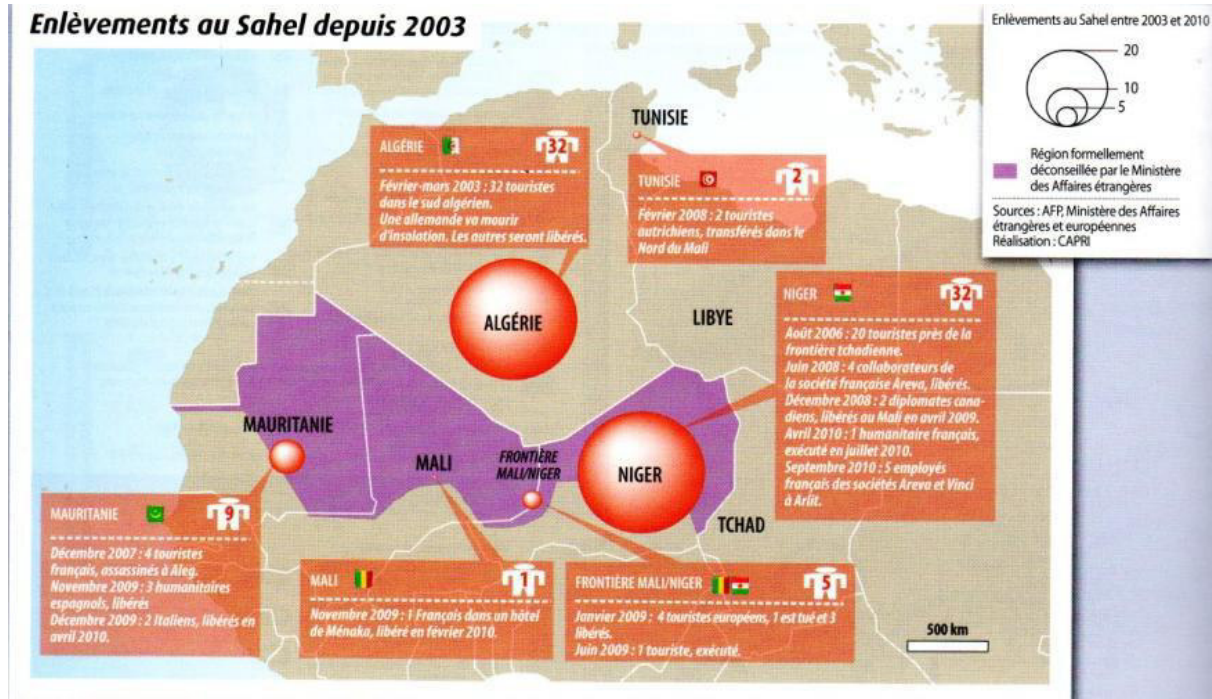 Enlèvements au Sahel depuis 2003
Enlèvements au Sahel entre 2003 et 2010
20
10
5
Région formellement
déconseillée par le Ministère
des Affaires étrangères
Sources : AFP, Ministère des Affaires
étrangères et européennes
Réalisation : CAPRI
ALGÉRIE
32
Février-mars 2003 : 32 touristes
dans le sud algérien.
Une allemande va mourir
d'insolation. Les autres seront libérés.
TUNISIE
TUNISIE
2
Février 2008 : 2 touristes
autrichiens, transférés dans le
Nord du Mali
NIGER
32
Août 2006 : 20 touristes près de la
frontière tchadienne.
Juin 2008 : 4 collaborateurs de
la société française Areva, libérés.
Décembre 2008 : 2 diplomates cana-
diens, libérés au Mali en avril 2009.
Avril 2010 : 1 humanitaire français,
exécuté en juillet 2010.
Septembre 2010 : 5 employés
français des sociétés Areva et Vinci
à Arlit.
ALGÉRIE
LIBYE
MAURITANIE
MALI
FRONTIÈRE
MALI/NIGER
NIGER
TCHAD
MAURITANIE
9
Décembre 2007 : 4 touristes
français, assassinés à Aleg.
Novembre 2009 : 3 humanitaires
espagnols, libérés
Décembre 2009 : 2 Italiens, libérés en
avril 2010.
MALI
1
Novembre 2009 : 1 Français dans un hôtel
de Ménaka, libéré en février 2010.
FRONTIÈRE MALI/NIGER
5
Janvier 2009 : 4 touristes européens, 1 est tué et 3
libérés.
Juin 2009 : 1 touriste, exécuté.
500 km